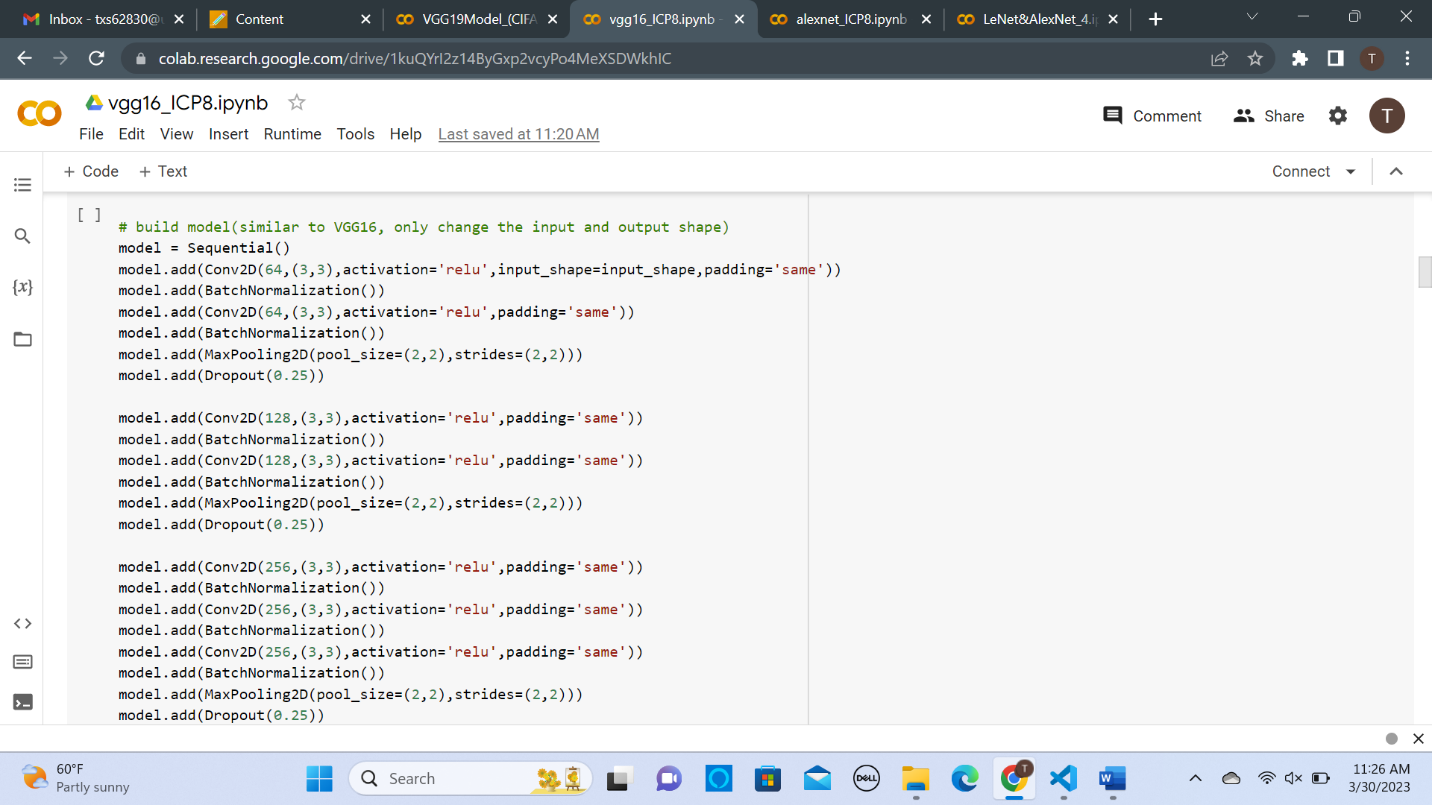 Inbox - txs62830@
Content
VGG19Model_(CIFA
vgg16_ICP8.ipynb -
alexnet_ICP8.ipynb
LeNet&AlexNet_4.i
colab.research.google.com/drive/1kuQYrI2z14ByGxp2vcyPo4MeXSDWkhIC
T
vgg16_ICP8.ipynb
Comment
Share
T
File Edit View Insert Runtime Tools Help Last saved at 11:20 AM
+ Code + Text
Connect
[ ]
# build model(similar to VGG16, only change the input and output shape)
model = Sequential()
model.add(Conv2D(64,(3,3),activation='relu',input_shape=input_shape,padding='same'))
model.add(BatchNormalization())
model.add(Conv2D(64,(3,3),activation='relu',padding='same'))
model.add(BatchNormalization())
model.add(MaxPooling2D(pool_size=(2,2),strides=(2,2)))
model.add(Dropout(0.25))
model.add(Conv2D(128,(3,3),activation='relu',padding='same'))
model.add(BatchNormalization())
model.add(Conv2D(128,(3,3),activation='relu',padding='same'))
model.add(BatchNormalization())
model.add(MaxPooling2D(pool_size=(2,2),strides=(2,2)))
model.add(Dropout(0.25))
model.add(Conv2D(256,(3,3),activation='relu',padding='same'))
model.add(BatchNormalization())
model.add(Conv2D(256,(3,3),activation='relu',padding='same'))
model.add(BatchNormalization())
model.add(Conv2D(256,(3,3),activation='relu',padding='same'))
model.add(BatchNormalization())
model.add(MaxPooling2D(pool_size=(2,2),strides=(2,2)))
model.add(Dropout(0.25))
{x}
60°F
Partly sunny
Search
DELL
T
W
11:26 AM
3/30/2023